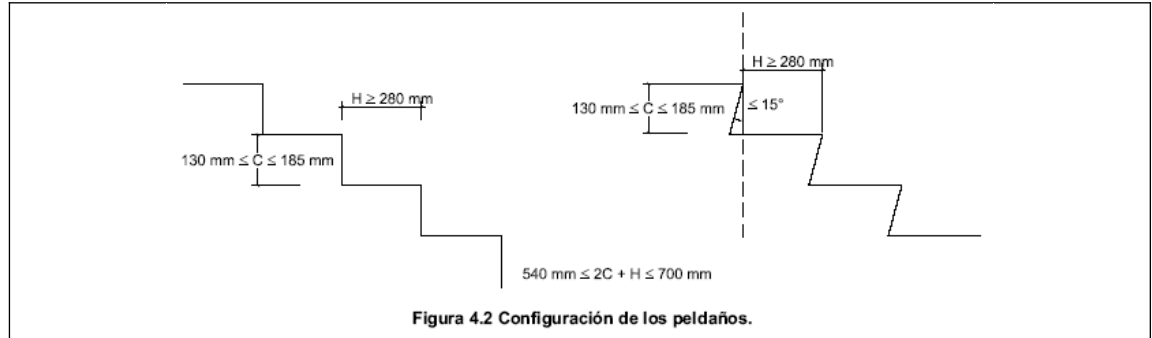 H ≥ 280 mm
130 mm ≤ C ≤ 185 mm
H ≥ 280 mm
130 mm ≤ C ≤ 185 mm
≤ 15°
540 mm ≤ 2C + H ≤ 700 mm
Figura 4.2 Configuración de los peldaños.